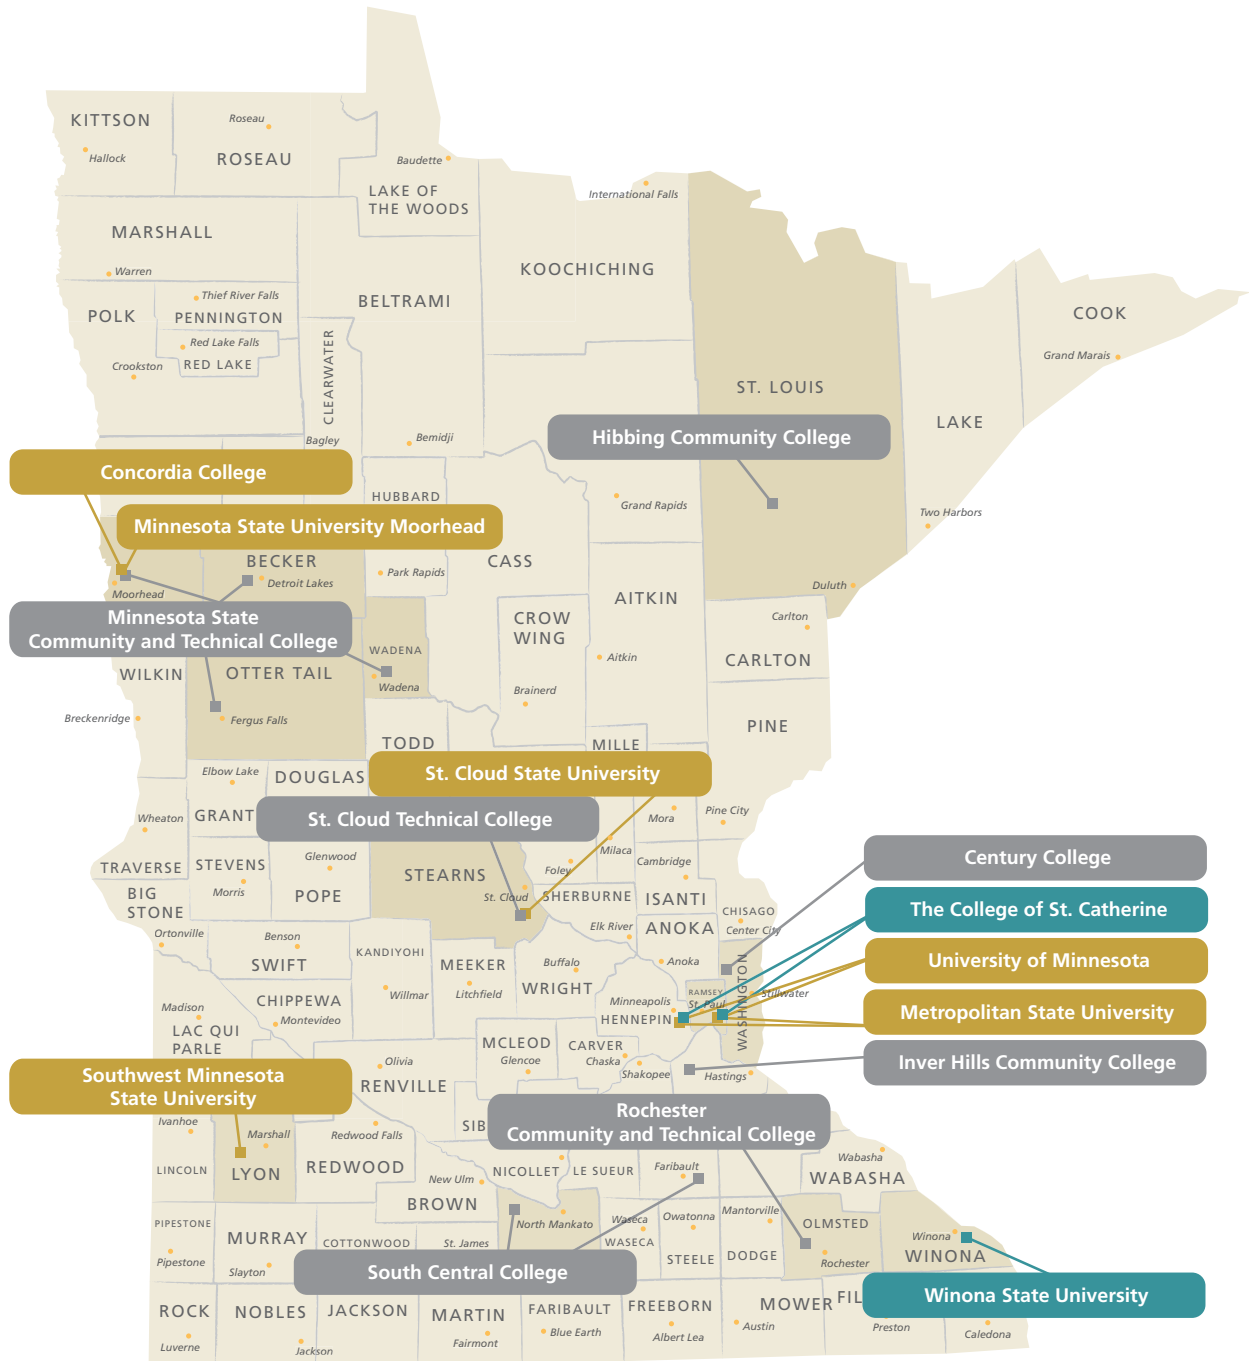 KITTSON
Hallock
Roseau
ROSEAU
Baudette
LAKE OF
THE WOODS
International Falls
MARSHALL
Warren
KOOCHICHING
BELTRAMI
Thief River Falls
PENNINGTON
POLK
Red Lake Falls
RED LAKE
Crookston
CLEARWATER
COOK
Grand Marais
ST. LOUIS
LAKE
Bagley
Bemidji
Hibbing Community College
Concordia College
HUBBARD
Grand Rapids
Two Harbors
Minnesota State University Moorhead
BECKER
CASS
Detroit Lakes
Park Rapids
Moorhead
Duluth
AITKIN
Minnesota State
Community and Technical College
CROW
WING
Carlton
WADENA
Aitkin
CARLTON
WILKIN
OTTER TAIL
Wadena
Brainerd
Breckenridge
Fergus Falls
PINE
TODD
MILLE
Elbow Lake
DOUGLAS
St. Cloud State University
GRANT
St. Cloud Technical College
Wheaton
Mora
Pine City
Milaca
TRAVERSE
STEVENS
Glenwood
Foley
Cambridge
Century College
Morris
POPE
STEARNS
BIG
STONE
St. Cloud
SHERBURNE
ISANTI
The College of St. Catherine
CHISAGO
Center City
Ortonville
Benson
Elk River
ANOKA
SWIFT
KANDIYOHI
MEEKER
Buffalo
Anoka
University of Minnesota
Willmar
Litchfield
WRIGHT
RAMSEY
St. Paul
Stillwater
WASHINGTON
Madison
CHIPPEWA
Montevideo
Minneapolis
HENNEPIN
Metropolitan State University
LAC QUI
PARLE
MCLEOD
Glencoe
CARVER
Chaska
Shakopee
Inver Hills Community College
Hastings
Olivia
RENVILLE
Southwest Minnesota
State University
Rochester
Community and Technical College
SIB
Ivanhoe
Marshall
Redwood Falls
LINCOLN
LYON
REDWOOD
NICOLLET
LE SUEUR
Faribault
Wabasha
WABASHA
New Ulm
BROWN
North Mankato
PIPESTONE
MURRAY
COTTONWOOD
St. James
Waseca
WASECA
Owatonna
STEELE
Mantorville
DODGE
OLMSTED
Rochester
Winona
WINONA
Pipestone
Slayton
South Central College
Winona State University
ROCK
NOBLES
JACKSON
MARTIN
FARIBAULT
FREEBORN
MOWER
FIL
Luverne
Jackson
Fairmont
Blue Earth
Albert Lea
Austin
Preston
Caledona